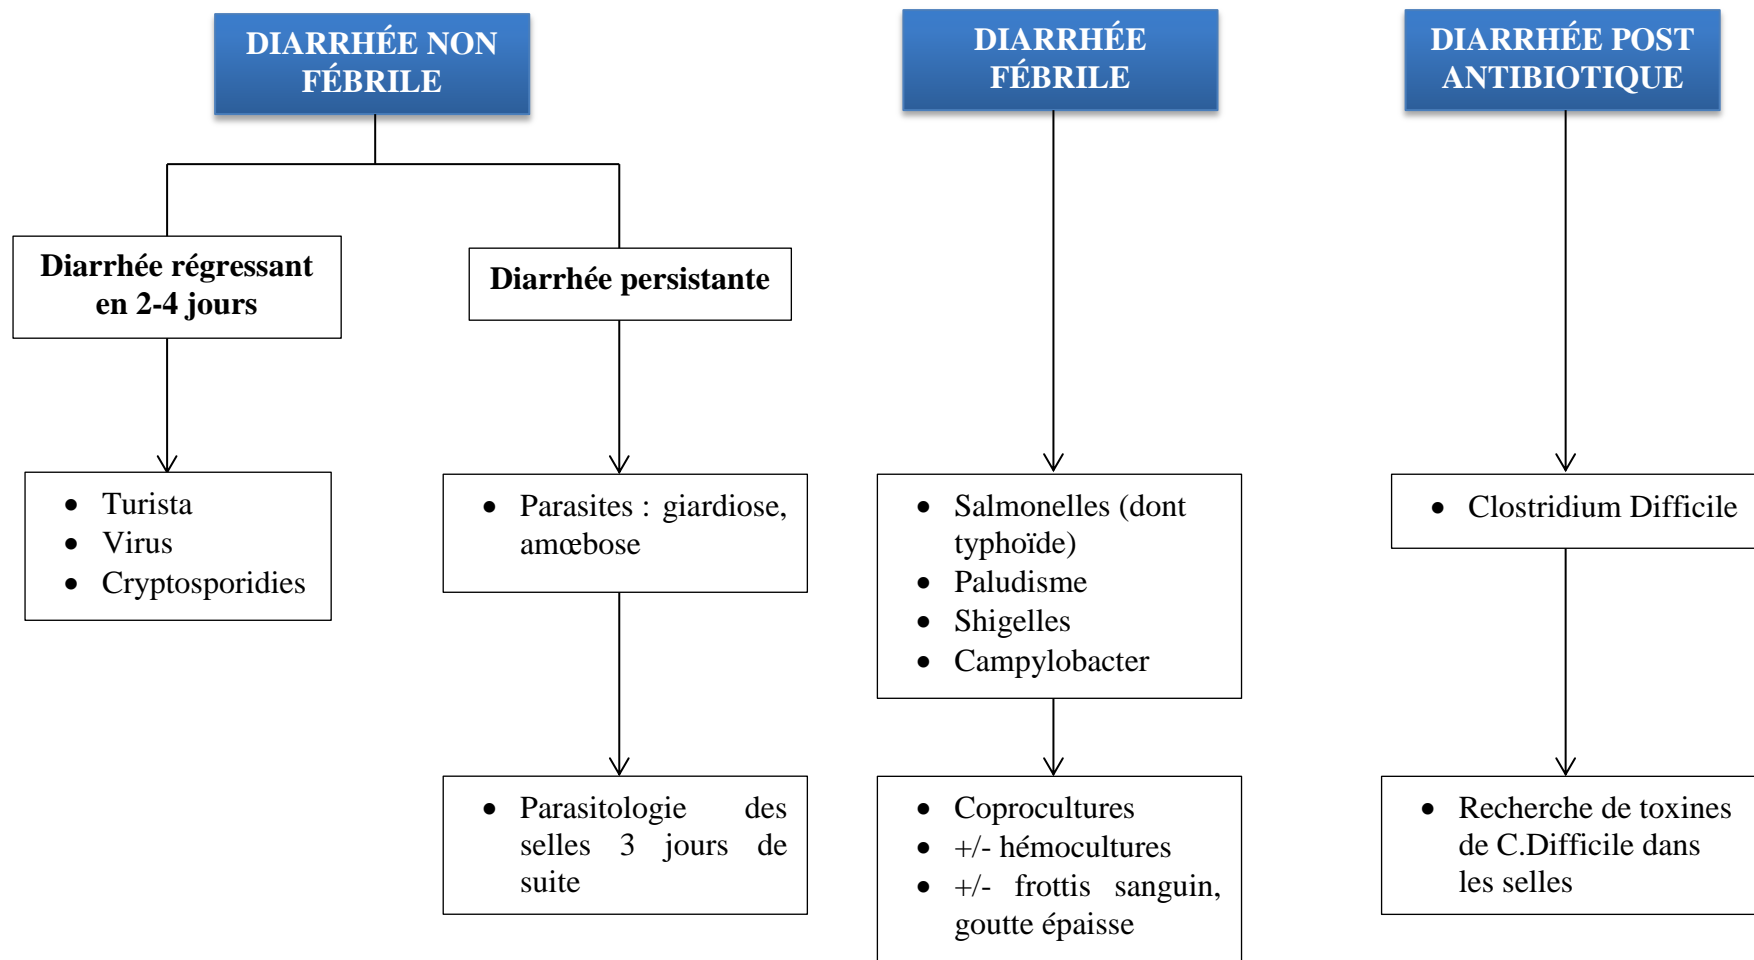 DIARRHÉE NON
FÉBRILE
DIARRHÉE
FÉBRILE
DIARRHÉE POST
ANTIBIOTIQUE
Diarrhée régressant
en 2-4 jours
Diarrhée persistante
• Turista
• Virus
• Cryptosporidies
• Parasites : giardiose,
amœbose
• Salmonelles (dont
typhoïde)
• Paludisme
• Shigelles
• Campylobacter
• Clostridium Difficile
• Parasitologie des
selles 3 jours de
suite
• Coprocultures
• +/- hémocultures
• +/- frottis sanguin,
goutte épaisse
• Recherche de toxines
de C.Difficile dans
les selles